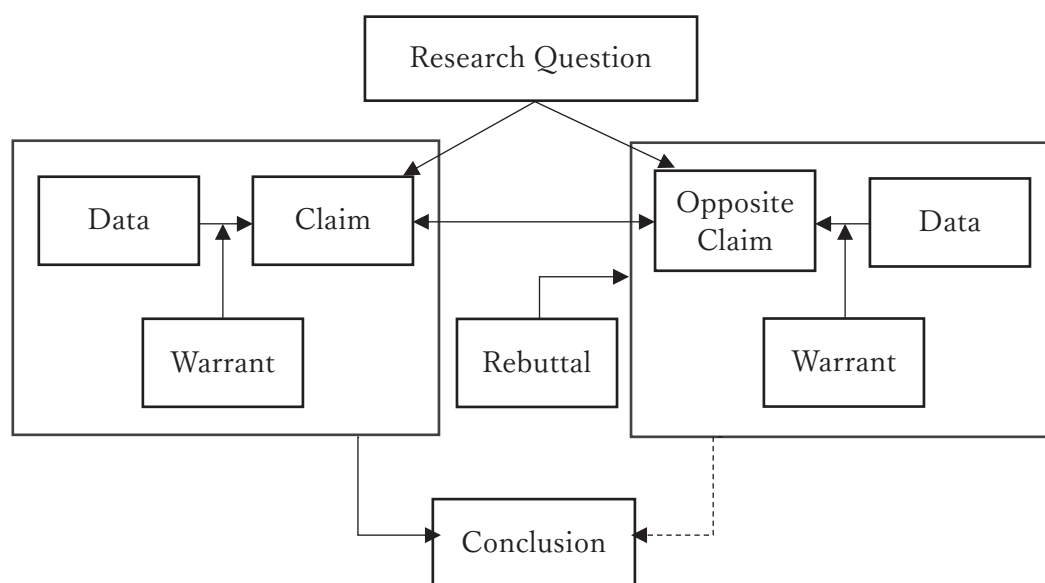 Research Question
Data
Claim
Opposite
Claim
Data
Warrant
Rebuttal
Warrant
Conclusion